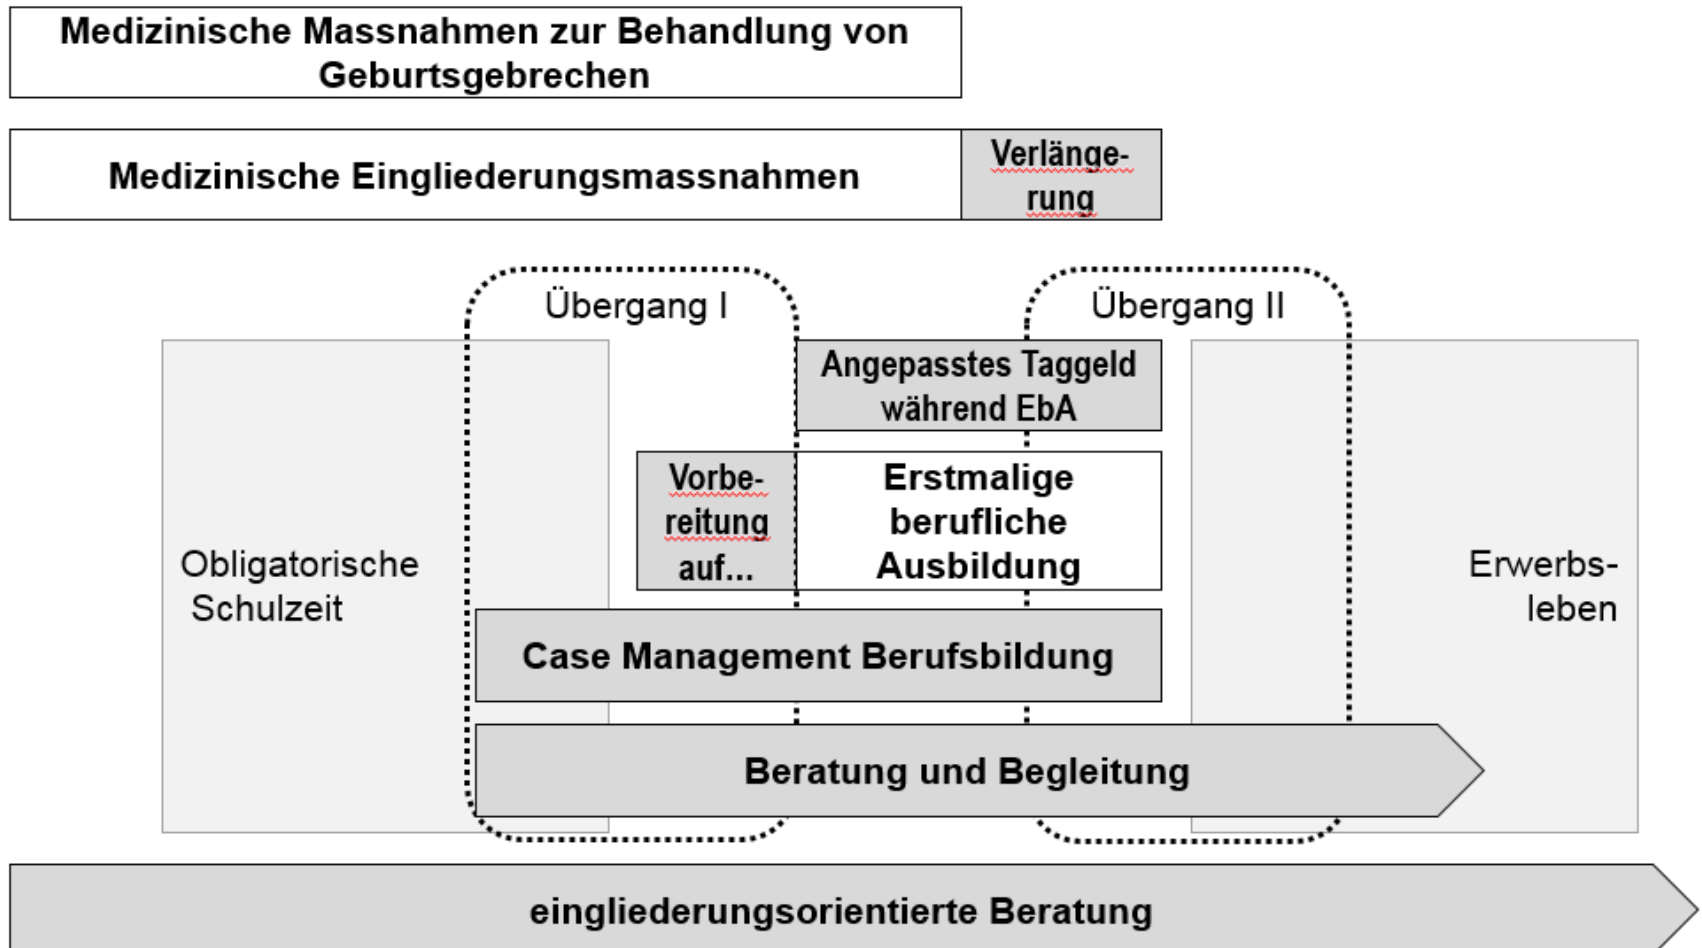 Medizinische Massnahmen zur Behandlung von
Geburtsgebrechen
Medizinische Eingliederungsmassnahmen
Verlänge-
rung
Übergang I
Übergang II
Angepasstes Taggeld
während EbA
Vorbe-
reitung
auf...
Erstmalige
berufliche
Ausbildung
Obligatorische
Schulzeit
Erwerbs-
leben
Case Management Berufsbildung
Beratung und Begleitung
eingliederungsorientierte Beratung